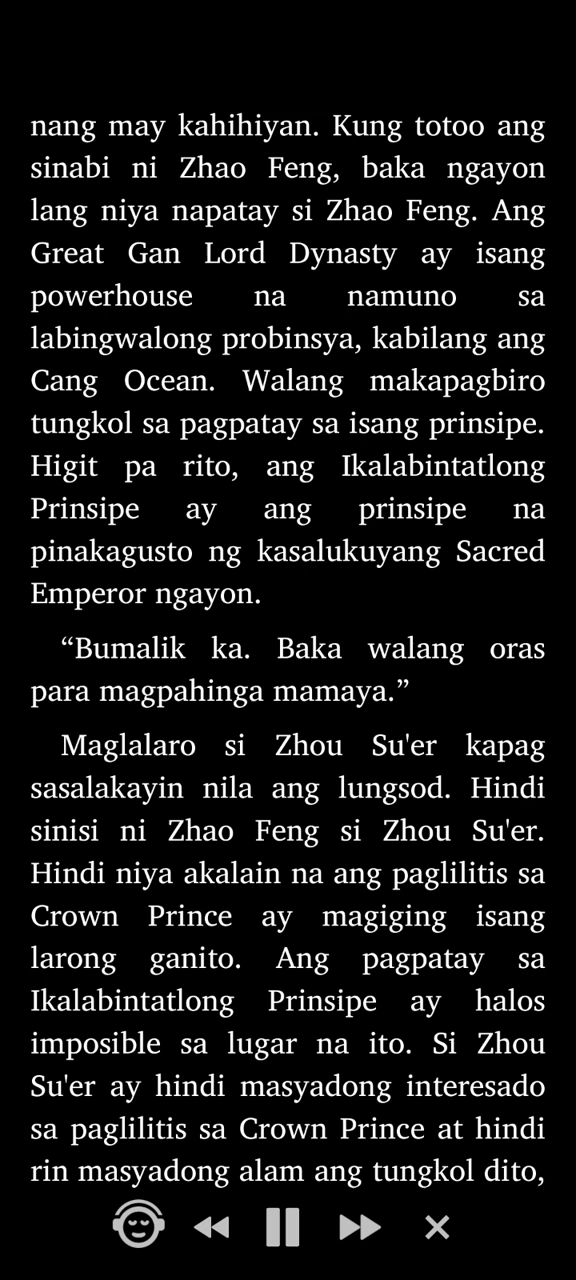 nang may kahihiyan. Kung totoo ang
sinabi ni Zhao Feng, baka ngayon
lang niya napatay si Zhao Feng. Ang
Great Gan Lord Dynasty ay isang
powerhouse na namuno sa
labingwalong probinsya, kabilang ang
Cang Ocean. Walang makapagbiro
tungkol sa pagpatay sa isang prinsipe.
Higit pa rito, ang Ikalabintatlong
Prinsipe ay ang prinsipe na
pinakagusto ng kasalukuyang Sacred
Emperor ngayon.
“Bumalik ka. Baka walang oras
para magpahinga mamaya.”
Maglalaro si Zhou Su'er kapag
sasalakayin nila ang lungsod. Hindi
sinisi ni Zhao Feng si Zhou Su'er.
Hindi niya akalain na ang paglilitis sa
Crown Prince ay magiging isang
larong ganito. Ang pagpatay sa
Ikalabintatlong Prinsipe ay halos
imposible sa lugar na ito. Si Zhou
Su'er ay hindi masyadong interesado
sa paglilitis sa Crown Prince at hindi
rin masyadong alam ang tungkol dito,